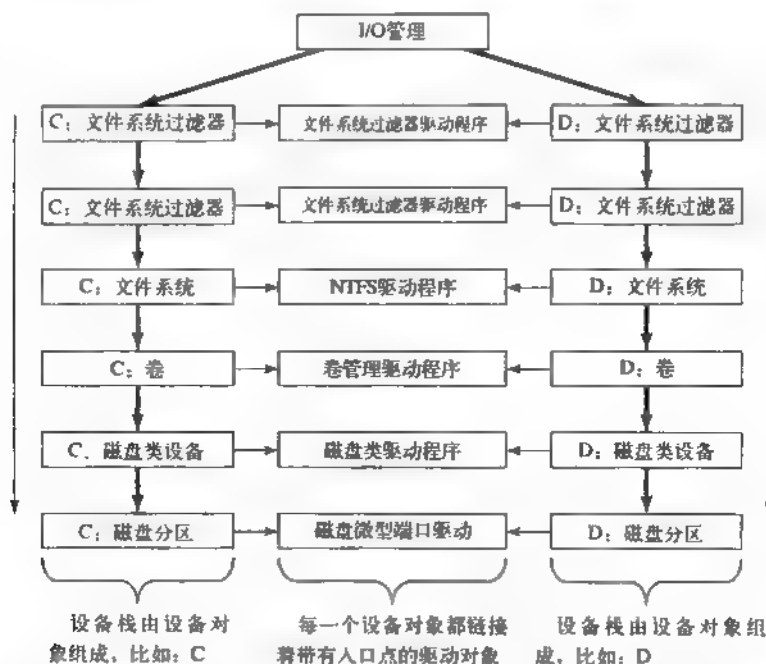 I/O管理
C：文件系统过滤器
文件系统过滤器驱动程序
D：文件系统过滤器
C：文件系统过滤器
文件系统过滤器驱动程序
D：文件系统过滤器
C：文件系统
NTFS驱动程序
D：文件系统
C：卷
卷管理驱动程序
D：卷
C．磁盘类设备
磁盘类驱动程序
D：磁盘类设备
C：磁盘分区
磁盘微型端口驱动
D：磁盘分区
设备栈由设备对
象组成，比如：C
每一个设备对象都链接
着带有入口点的驱动对象
设备栈由设备对象组
成，比如：D